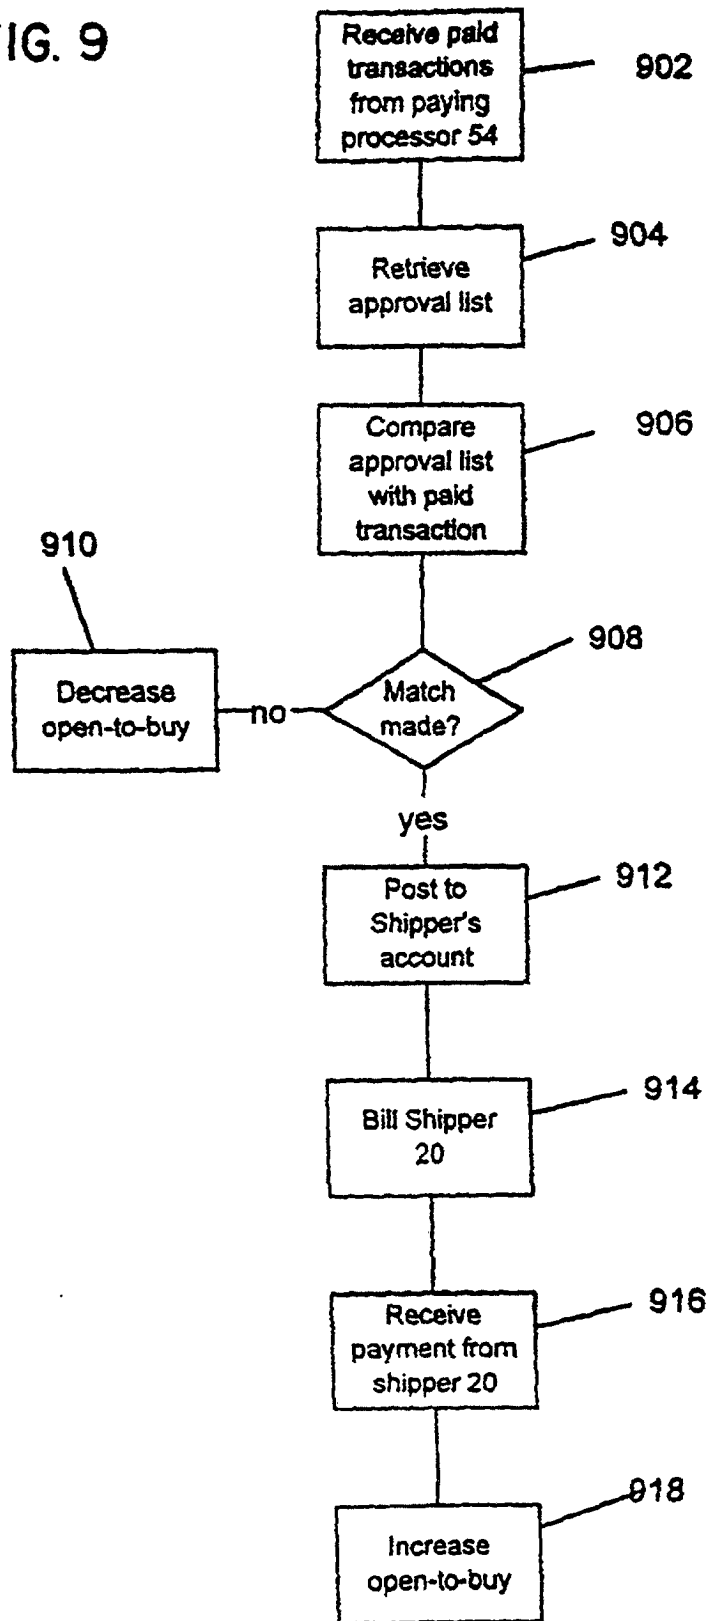 IG. 9
Receive paid
transactions
from paying
processor 54
902
Retrieve
approval list
904
Compare
approval list
with paid
transaction
906
910
Decrease
open-to-buy
no
Match
made?
908
yes
Post to
Shipper's
account
912
Bill Shipper
20
914
Receive
payment from
shipper 20
916
Increase
open-to-buy
918